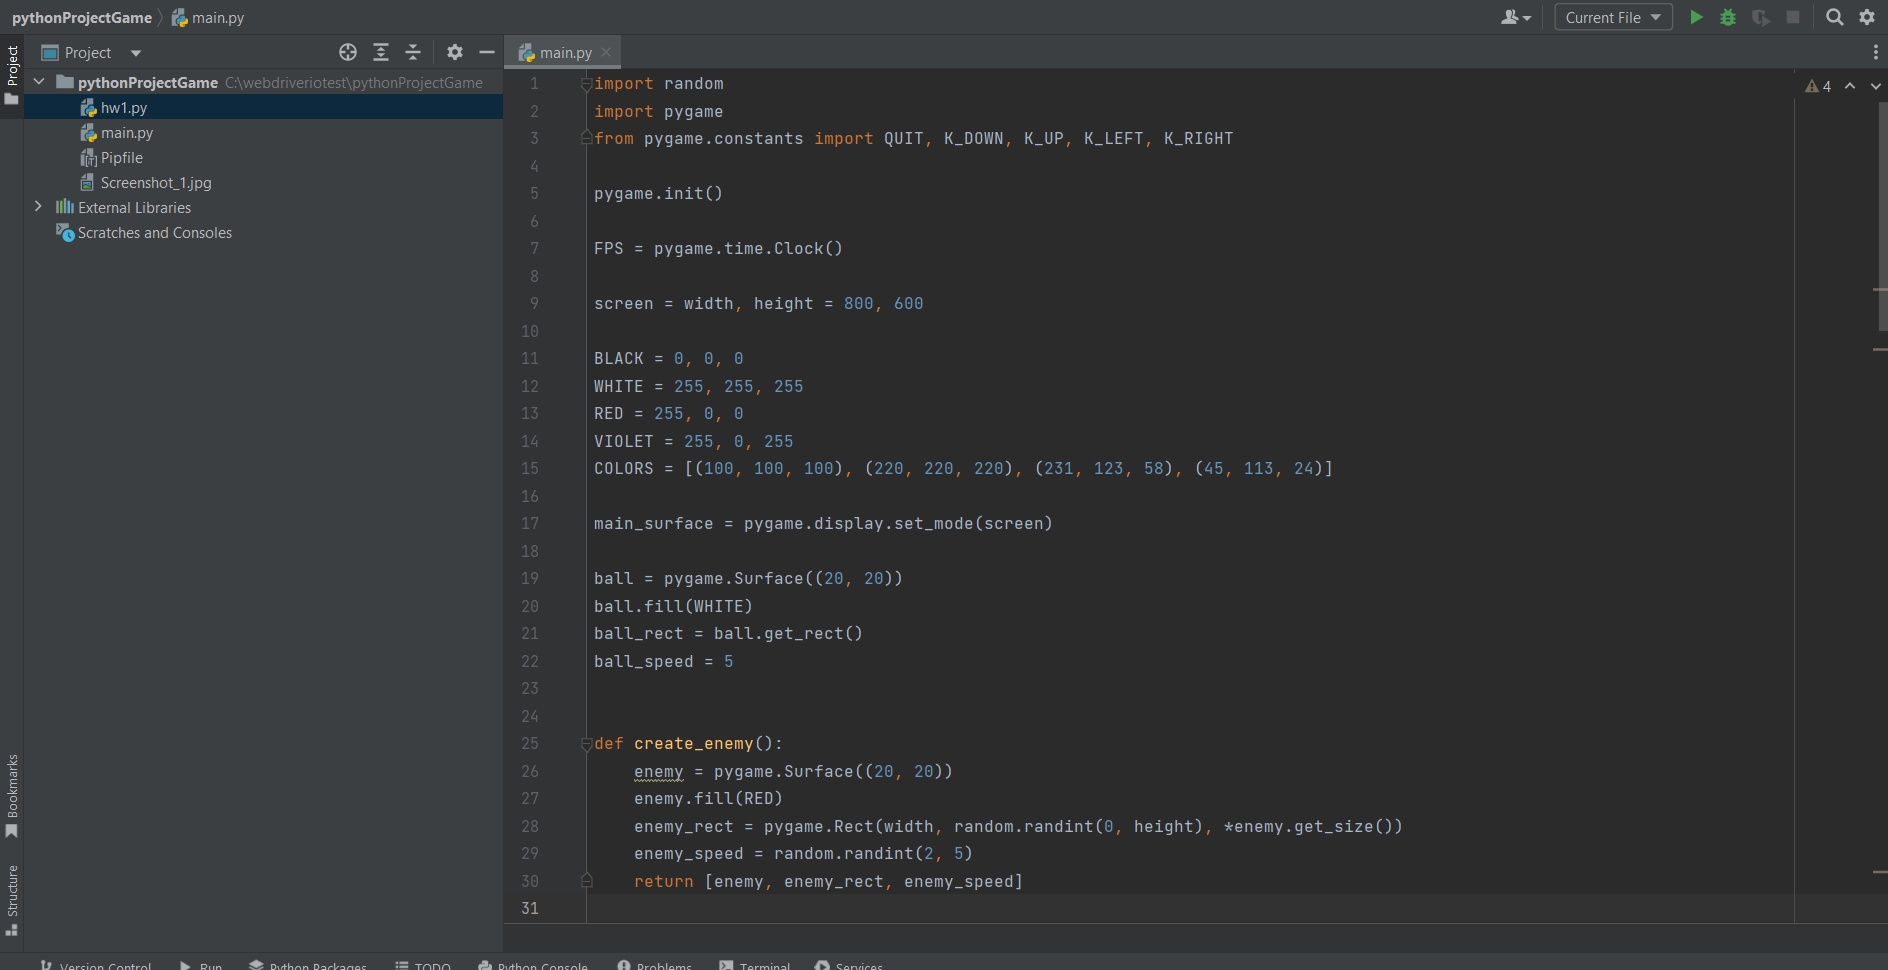 pythonProjectGame main.py
Current File
Project
Project
main.py
pythonProjectGame C:\webdriveriotest\pythonProjectGame
hw1.py
main.py
Pipfile
Screenshot_1.jpg
External Libraries
Scratches and Consoles
Bookmarks
Structure
4
1 import random
2 import pygame
3 from pygame.constants import QUIT, K_DOWN, K_UP, K_LEFT, K_RIGHT
4
5 pygame.init()
6
7 FPS = pygame.time.Clock()
8
9 screen = width, height = 800, 600
10
11 BLACK = 0, 0, 0
12 WHITE = 255, 255, 255
13 RED = 255, 0, 0
14 VIOLET = 255, 0, 255
15 COLORS = [(100, 100, 100), (220, 220, 220), (231, 123, 58), (45, 113, 24)]
16
17 main_surface = pygame.display.set_mode(screen)
18
19 ball = pygame.Surface((20, 20))
20 ball.fill(WHITE)
21 ball_rect = ball.get_rect()
22 ball_speed = 5
23
24
25 def create_enemy():
26 enemy = pygame.Surface((20, 20))
27 enemy.fill(RED)
28 enemy_rect = pygame.Rect(width, random.randint(0, height), *enemy.get_size())
29 enemy_speed = random.randint(2, 5)
30 return [enemy, enemy_rect, enemy_speed]
31
Version Control Run Python Packages TODO Python Console Problems Terminal Services